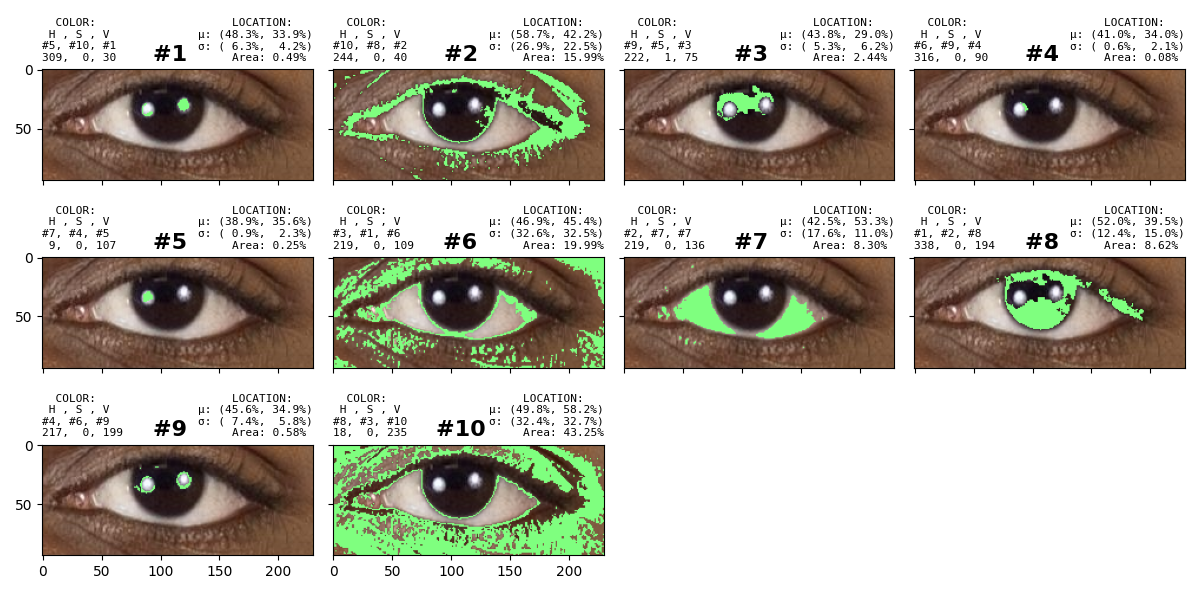 COLOR: LOCATION:
H , S , V μ: (48.3%, 33.9%)
#5, #10, #1 #1 σ: ( 6.3%, 4.2%)
309, 0, 30 Area: 0.49%
COLOR: LOCATION:
H , S , V μ: (58.7%, 42.2%)
#10, #8, #2 #2 σ: (26.9%, 22.5%)
244, 0, 40 Area: 15.99%
COLOR: LOCATION:
H , S , V μ: (43.8%, 29.0%)
#9, #5, #3 #3 σ: ( 5.3%, 6.2%)
222, 1, 75 Area: 2.44%
COLOR: LOCATION:
H , S , V μ: (41.0%, 34.0%)
#6, #9, #4 #4 σ: ( 0.6%, 2.1%)
316, 0, 90 Area: 0.08%
0
50
COLOR: LOCATION:
H , S , V μ: (38.9%, 35.6%)
#7, #4, #5 #5 σ: ( 0.9%, 2.3%)
9, 0, 107 Area: 0.25%
COLOR: LOCATION:
H , S , V μ: (46.9%, 45.4%)
#3, #1, #6 #6 σ: (32.6%, 32.5%)
219, 0, 109 Area: 19.99%
COLOR: LOCATION:
H , S , V μ: (42.5%, 53.3%)
#2, #7, #7 #7 σ: (17.6%, 11.0%)
219, 0, 136 Area: 8.30%
COLOR: LOCATION:
H , S , V μ: (52.0%, 39.5%)
#1, #2, #8 #8 σ: (12.4%, 15.0%)
338, 0, 194 Area: 8.62%
0
50
COLOR: LOCATION:
H , S , V μ: (45.6%, 34.9%)
#4, #6, #9 #9 σ: ( 7.4%, 5.8%)
217, 0, 199 Area: 0.58%
COLOR: LOCATION:
H , S , V μ: (49.8%, 58.2%)
#8, #3, #10 #10 σ: (32.4%, 32.7%)
18, 0, 235 Area: 43.25%
0
50
0 50 100 150 200
0 50 100 150 200